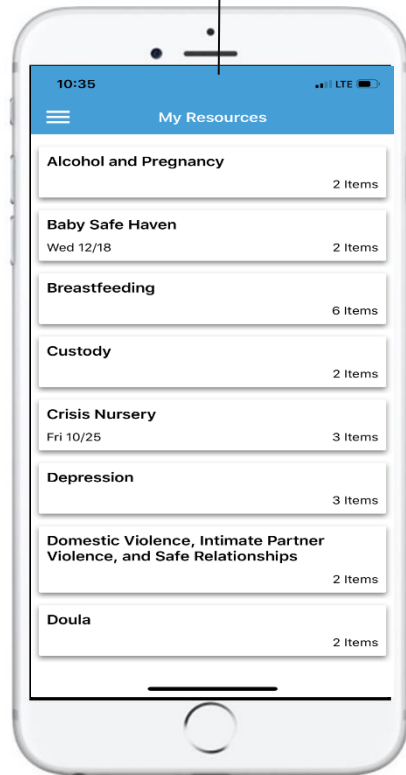 10:35
LTE
My Resources
Alcohol and Pregnancy
2 Items
Baby Safe Haven
Wed 12/18
2 Items
Breastfeeding
6 Items
Custody
2 Items
Crisis Nursery
Fri 10/25
3 Items
Depression
3 Items
Domestic Violence, Intimate Partner
Violence, and Safe Relationships
2 Items
Doula
2 Items